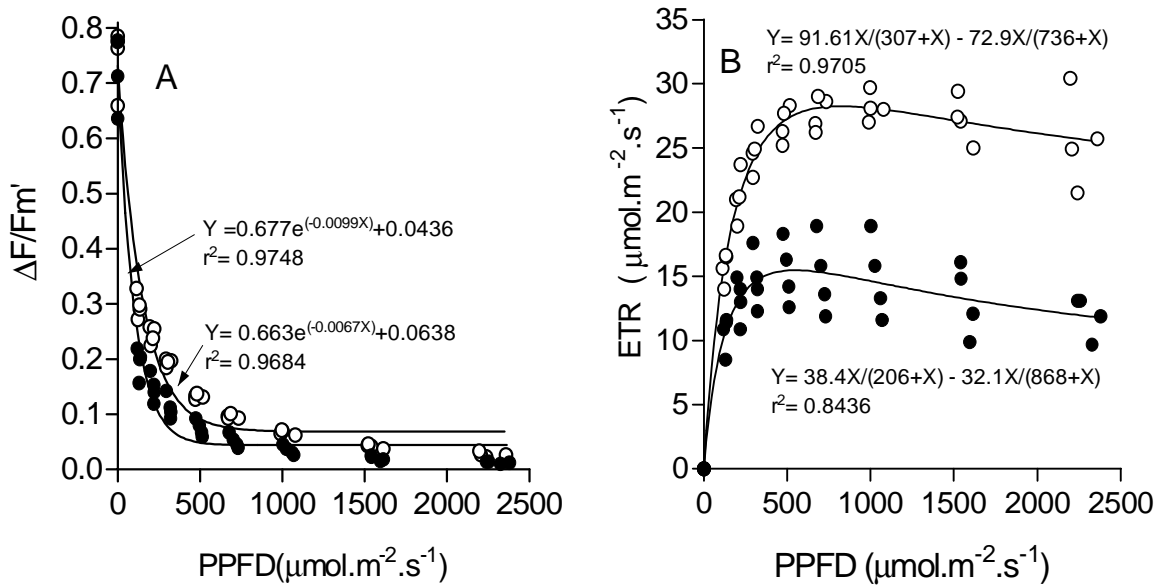 A
0.8
0.7
0.6
0.5
0.4
0.3
0.2
0.1
0.0
ΔF/Fm'
Y =0.677e^(-0.0099X)+0.0436
r²= 0.9748
Y= 0.663e^(-0.0067X)+0.0638
r²= 0.9684
0 500 1000 1500 2000 2500
PPFD(μmol.m⁻².s⁻¹)
B
35
30
25
20
15
10
5
0
ETR ( μmol.m⁻².s⁻¹)
Y= 91.61X/(307+X) - 72.9X/(736+X)
r²= 0.9705
Y= 38.4X/(206+X) - 32.1X/(868+X)
r²= 0.8436
0 500 1000 1500 2000 2500
PPFD (μmol.m⁻².s⁻¹)